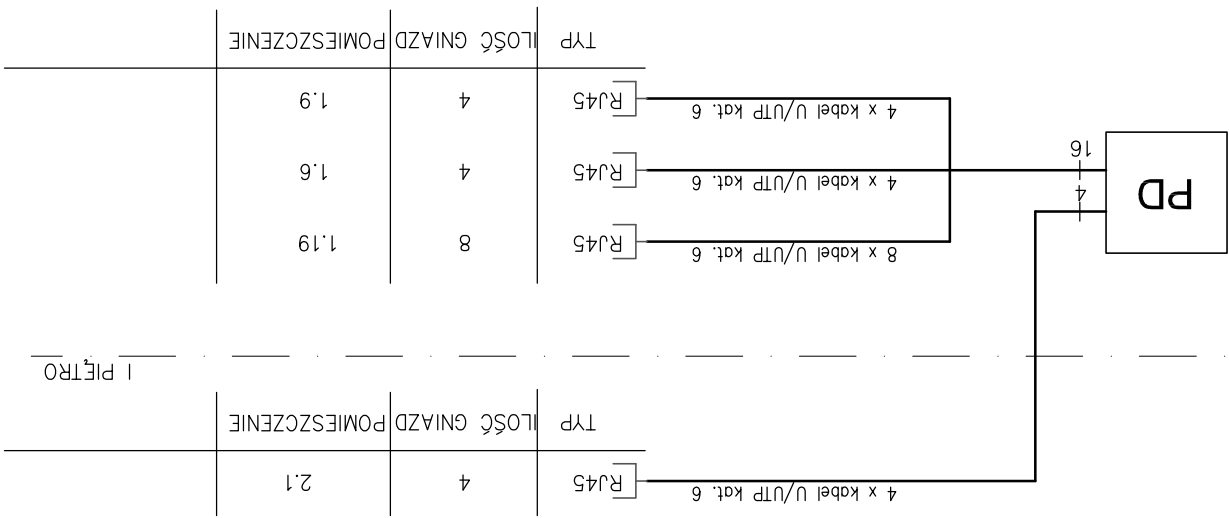 4 x kabel U/UTP kat. 6 RJ45 4 2.1
TYP ILOŚĆ GNIAZD POMIESZCZENIE
I PIĘTRO
8 x kabel U/UTP kat. 6 RJ45 8 1.19
PD
4
4 x kabel U/UTP kat. 6 RJ45 4 1.6
16
4 x kabel U/UTP kat. 6 RJ45 4 1.9
TYP ILOŚĆ GNIAZD POMIESZCZENIE